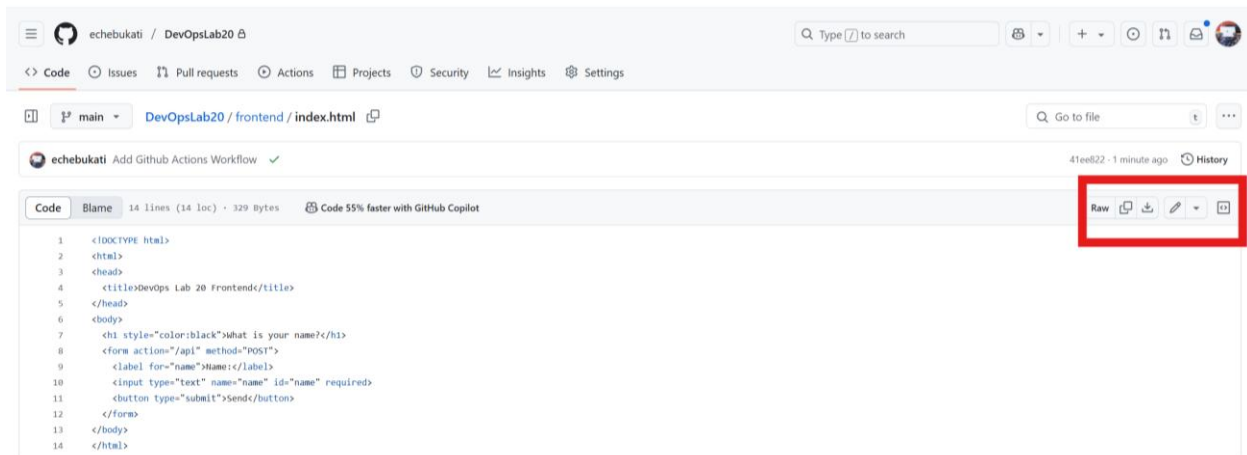 echebukati / DevOpsLab20
Type / to search
Code Issues Pull requests Actions Projects Security Insights Settings
main DevOpsLab20 / frontend / index.html
Go to file t
echebukati Add Github Actions Workflow
41ee822 · 1 minute ago History
Code Blame 14 lines (14 loc) · 329 Bytes Code 55% faster with GitHub Copilot
Raw
1 <!DOCTYPE html>
2 <html>
3 <head>
4 <title>DevOps Lab 20 Frontend</title>
5 </head>
6 <body>
7 <h1 style="color:black">What is your name?</h1>
8 <form action="/api" method="POST">
9 <label for="name">Name:</label>
10 <input type="text" name="name" id="name" required>
11 <button type="submit">Send</button>
12 </form>
13 </body>
14 </html>